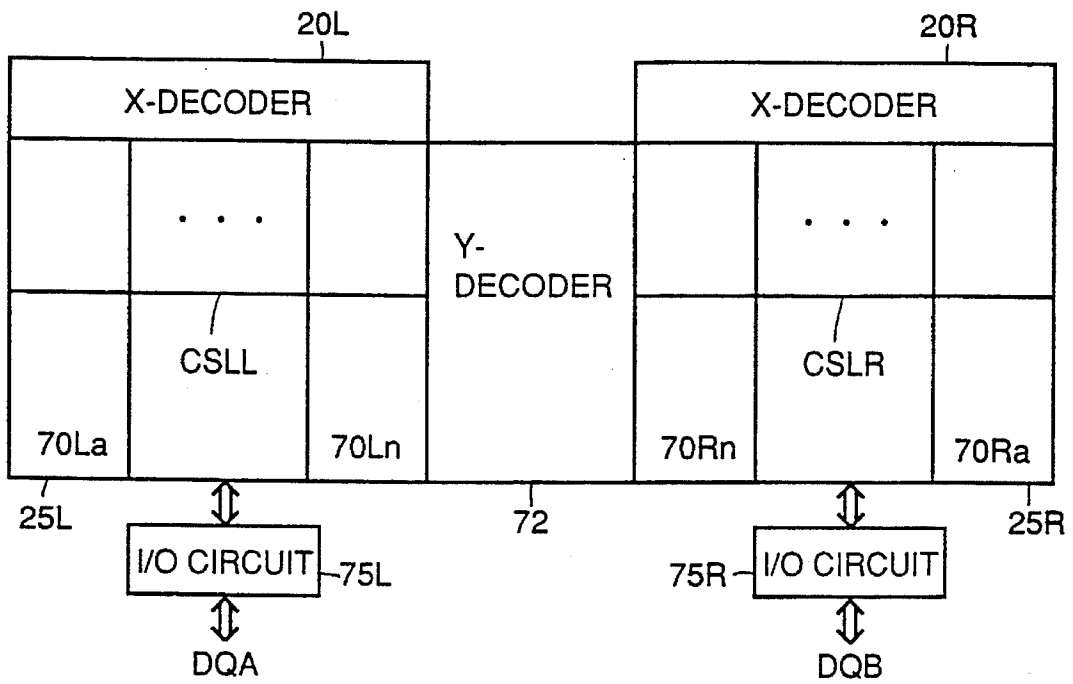 20L
20R
X-DECODER
X-DECODER
. . .
. . .
Y-
DECODER
CSLL
CSLR
70La
70Ln
70Rn
70Ra
25L
72
25R
I/O CIRCUIT
75L
75R
I/O CIRCUIT
DQA
DQB